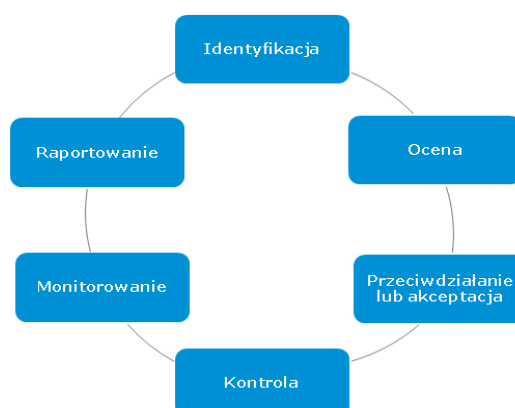 Identyfikacja
Ocena
Przeciwdziałanie
lub akceptacja
Kontrola
Monitorowanie
Raportowanie